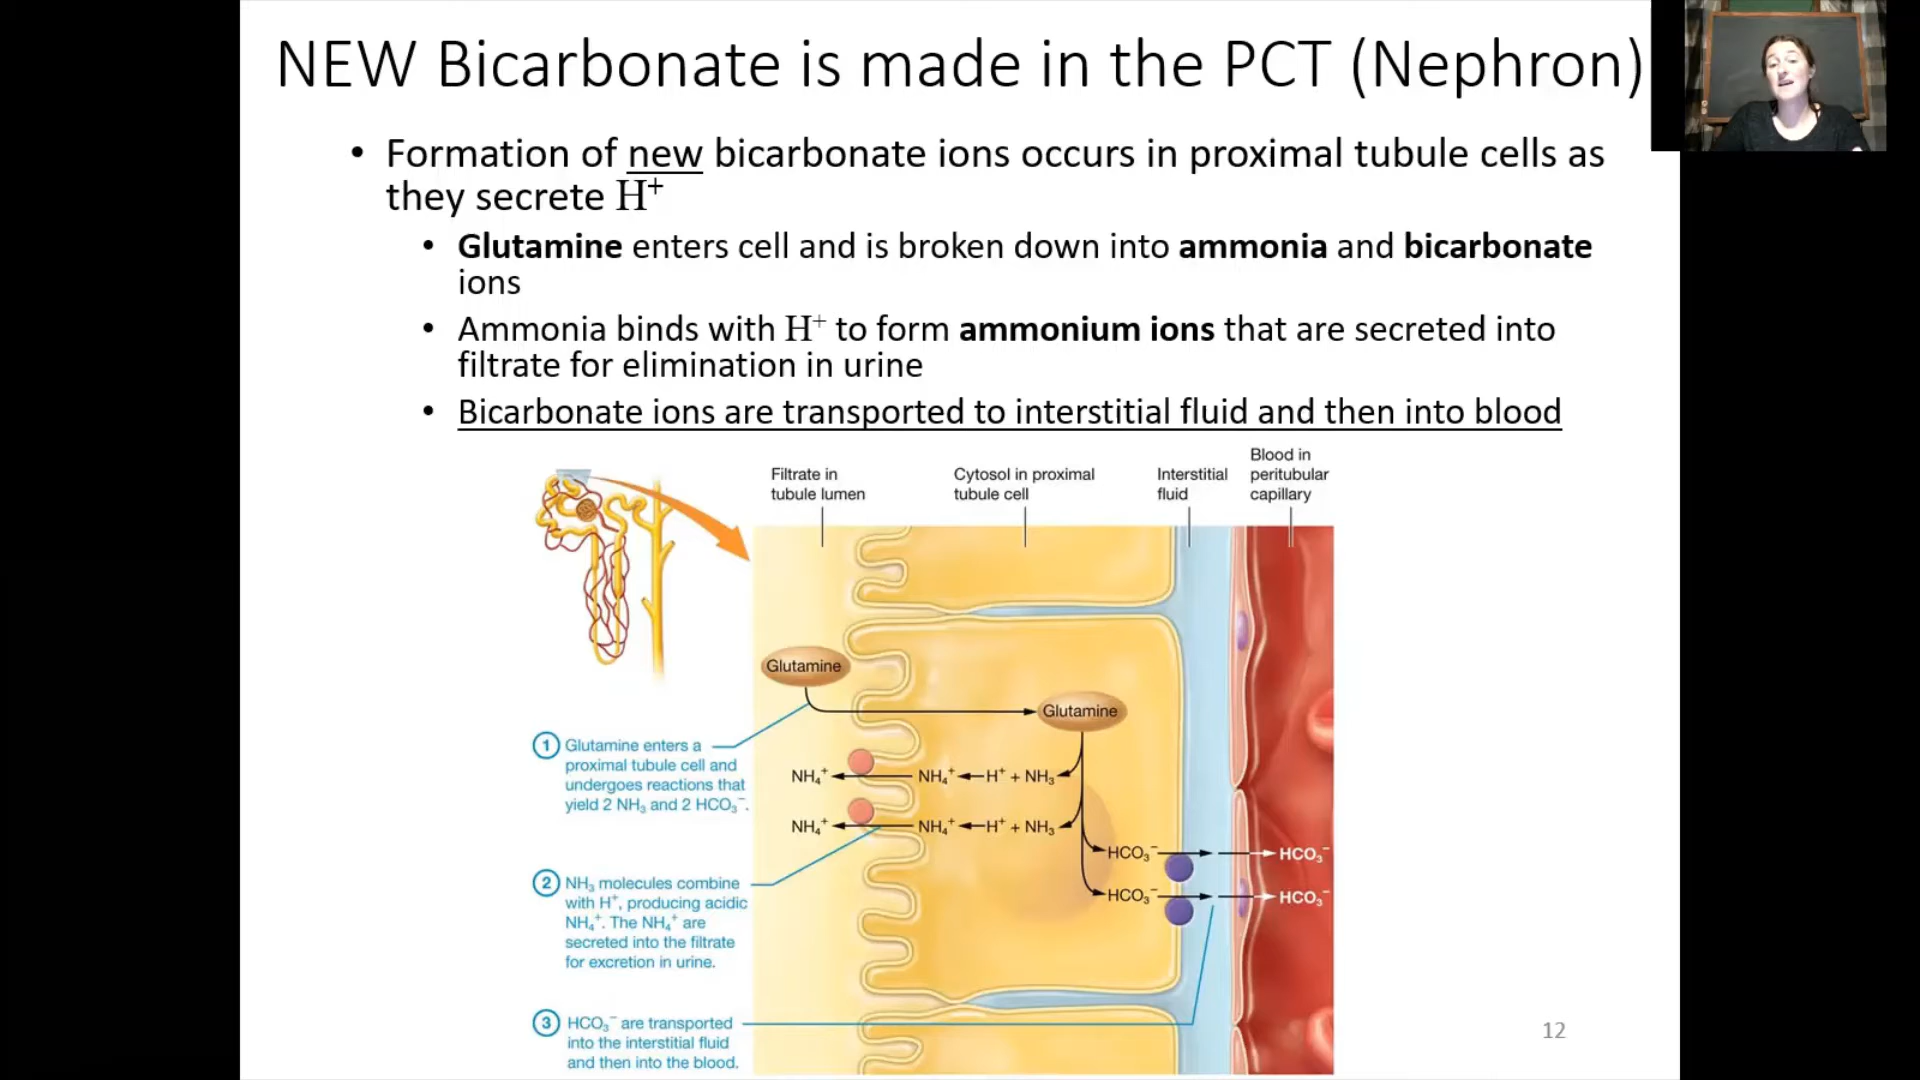 NEW Bicarbonate is made in the PCT (Nephron)
• Formation of new bicarbonate ions occurs in proximal tubule cells as
they secrete H⁺
• Glutamine enters cell and is broken down into ammonia and bicarbonate
ions
• Ammonia binds with H⁺ to form ammonium ions that are secreted into
filtrate for elimination in urine
• Bicarbonate ions are transported to interstitial fluid and then into blood
Filtrate in
tubule lumen
Cytosol in proximal
tubule cell
Interstitial
fluid
Blood in
peritubular
capillary
Glutamine
Glutamine
1 Glutamine enters a
proximal tubule cell and
undergoes reactions that
yield 2 NH₃ and 2 HCO₃⁻.
NH₄⁺ NH₄⁺ H⁺ + NH₃
NH₄⁺ NH₄⁺ H⁺ + NH₃
HCO₃⁻ HCO₃⁻
HCO₃⁻ HCO₃⁻
2 NH₃ molecules combine
with H⁺, producing acidic
NH₄⁺. The NH₄⁺ are
secreted into the filtrate
for excretion in urine.
3 HCO₃⁻ are transported
into the interstitial fluid
and then into the blood.
12